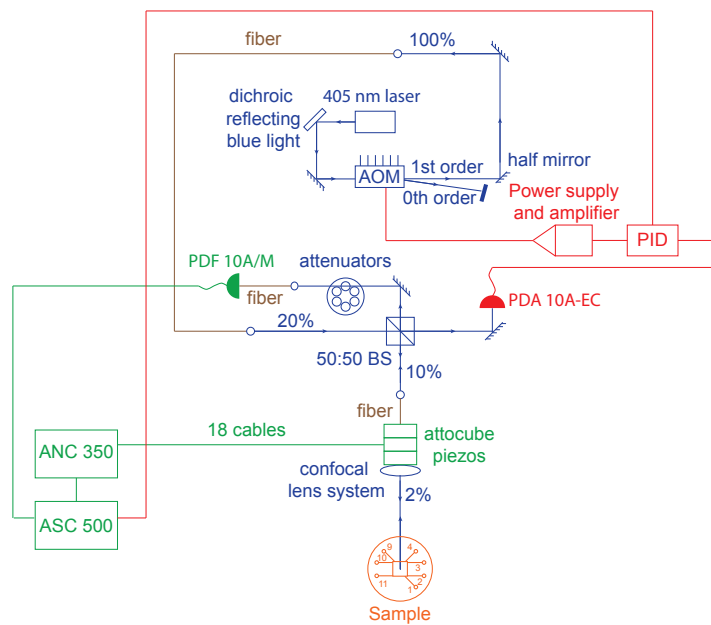 fiber
100%
dichroic
reflecting
blue light
405 nm laser
AOM
1st order
0th order
half mirror
Power supply
and amplifier
PID
PDF 10A/M
fiber
attenuators
PDA 10A-EC
20%
50:50 BS
10%
fiber
18 cables
attocube
piezos
ANC 350
ASC 500
confocal
lens system
2%
9
4
10
3
11
2
1
Sample